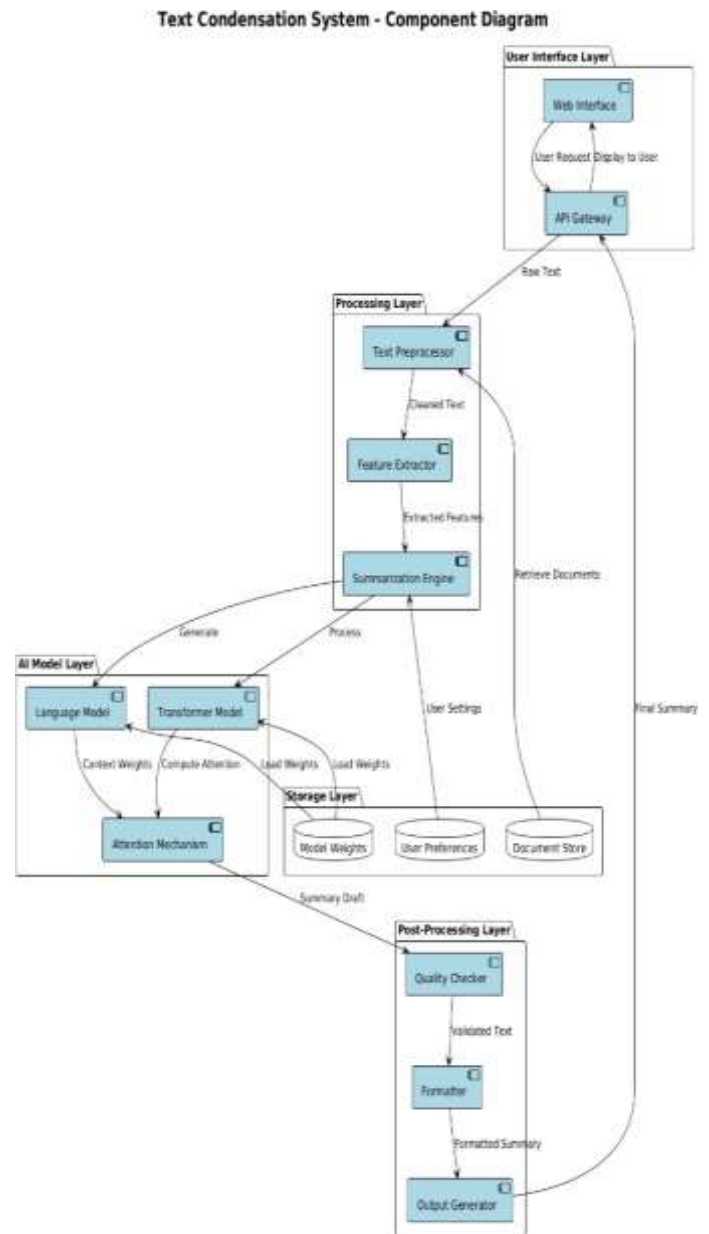 Text Condensation System - Component Diagram
User Interface Layer
Web Interface
User Request
Display to User
API Gateway
Raw Text
Processing Layer
Text Preprocessor
Cleaned Text
Feature Extractor
Extracted Features
Summarization Engine
Retrieve Documents
Generate
Process
AI Model Layer
Language Model
Transformer Model
User Settings
Final Summary
Context Weights
Compute Attention
Load Weights
Load Weights
Storage Layer
Model Weights
User Preferences
Document Store
Attention Mechanism
Summary Draft
Post-Processing Layer
Quality Checker
Validated Text
Formatter
Formatted Summary
Output Generator